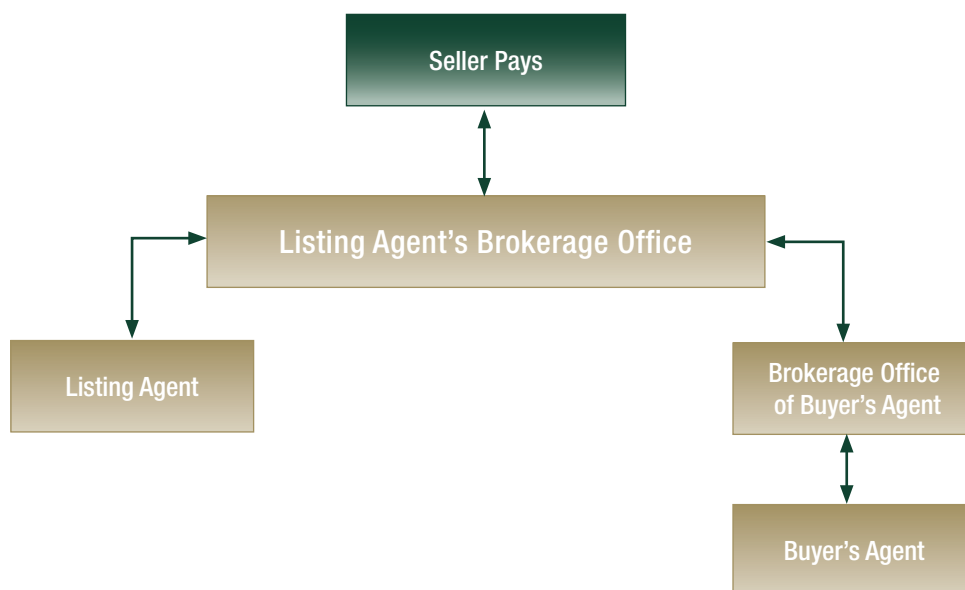 Seller Pays
Listing Agent’s Brokerage Office
Listing Agent
Brokerage Office
of Buyer’s Agent
Buyer’s Agent